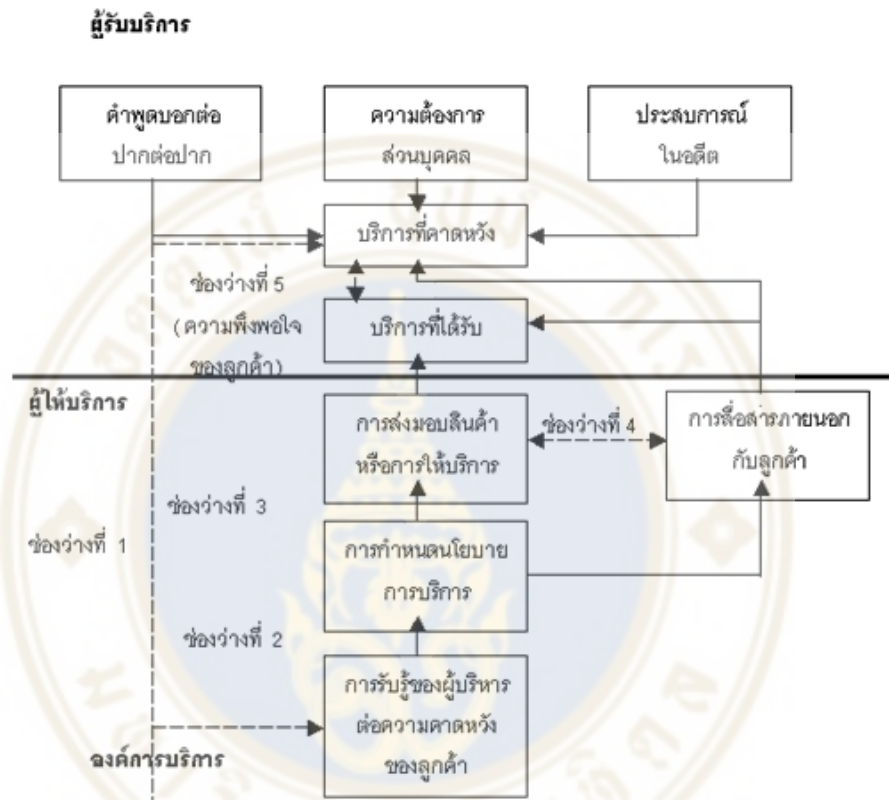 ผู้รับบริการ
คำพูดบอกต่อ
ปากต่อปาก
ความต้องการ
ส่วนบุคคล
ประสบการณ์
ในอดีต
บริการที่คาดหวัง
ช่องว่างที่ 5
(ความพึงพอใจ
ของลูกค้า)
บริการที่ได้รับ
ผู้ให้บริการ
การส่งมอบสินค้า
หรือการให้บริการ
ช่องว่างที่ 4
การสื่อสารภายนอก
กับลูกค้า
ช่องว่างที่ 3
ช่องว่างที่ 1
การกำหนดนโยบาย
การบริการ
ช่องว่างที่ 2
การรับรู้ของผู้บริหาร
ต่อความคาดหวัง
ของลูกค้า
องค์การบริการ